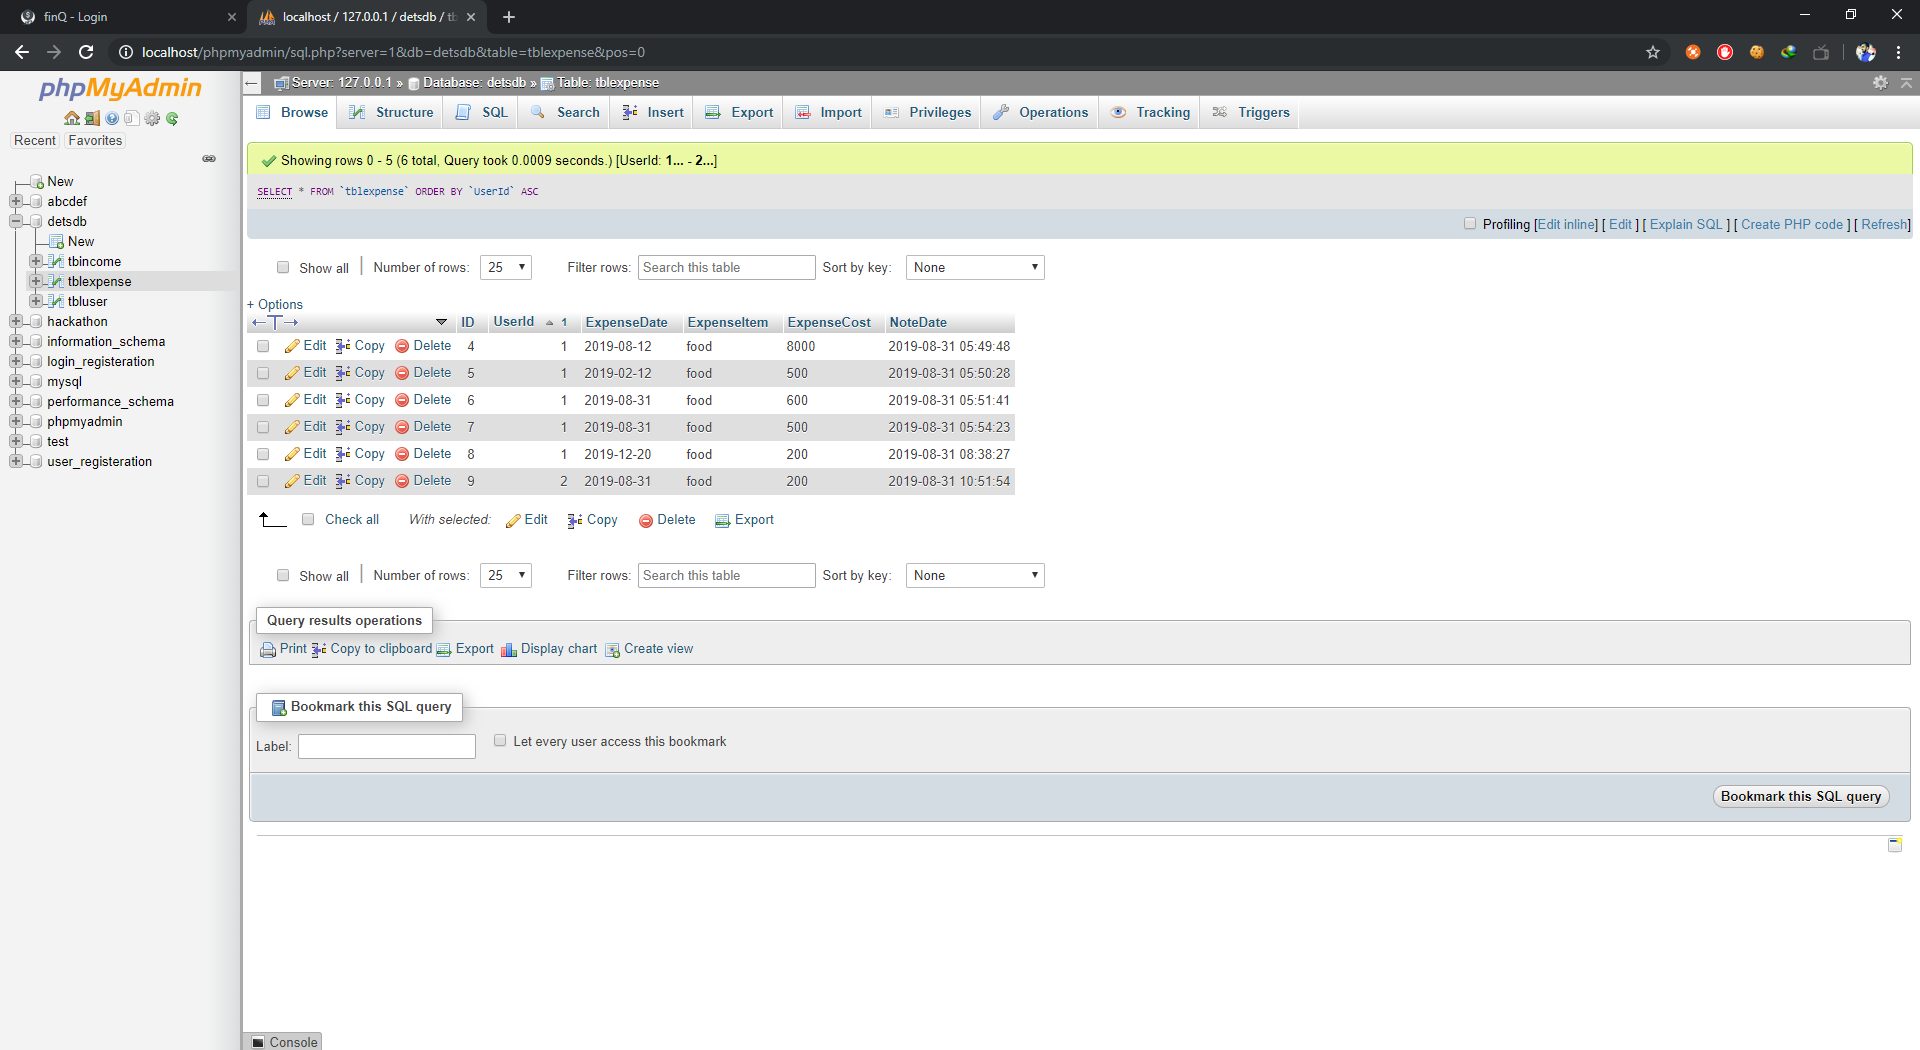 finQ - Login
localhost / 127.0.0.1 / detsdb / tb
localhost/phpmyadmin/sql.php?server=1&db=detsdb&table=tblexpense&pos=0
phpMyAdmin
Recent Favorites
New
abcdef
detsdb
New
tbincome
tblexpense
tbluser
hackathon
information_schema
login_registeration
mysql
performance_schema
phpmyadmin
test
user_registeration
Server: 127.0.0.1 » Database: detsdb » Table: tblexpense
Browse Structure SQL Search Insert Export Import Privileges Operations Tracking Triggers
Showing rows 0 - 5 (6 total, Query took 0.0009 seconds.) [UserId: 1... - 2...]
SELECT * FROM `tblexpense` ORDER BY `UserId` ASC
Profiling [Edit inline] [ Edit ] [ Explain SQL ] [ Create PHP code ] [ Refresh]
Show all Number of rows: 25 Filter rows: Search this table Sort by key: None
+ Options
ID UserId 1 ExpenseDate ExpenseItem ExpenseCost NoteDate
Edit Copy Delete 4 1 2019-08-12 food 8000 2019-08-31 05:49:48
Edit Copy Delete 5 1 2019-02-12 food 500 2019-08-31 05:50:28
Edit Copy Delete 6 1 2019-08-31 food 600 2019-08-31 05:51:41
Edit Copy Delete 7 1 2019-08-31 food 500 2019-08-31 05:54:23
Edit Copy Delete 8 1 2019-12-20 food 200 2019-08-31 08:38:27
Edit Copy Delete 9 2 2019-08-31 food 200 2019-08-31 10:51:54
Check all With selected: Edit Copy Delete Export
Show all Number of rows: 25 Filter rows: Search this table Sort by key: None
Query results operations
Print Copy to clipboard Export Display chart Create view
Bookmark this SQL query
Label: Let every user access this bookmark
Bookmark this SQL query
Console